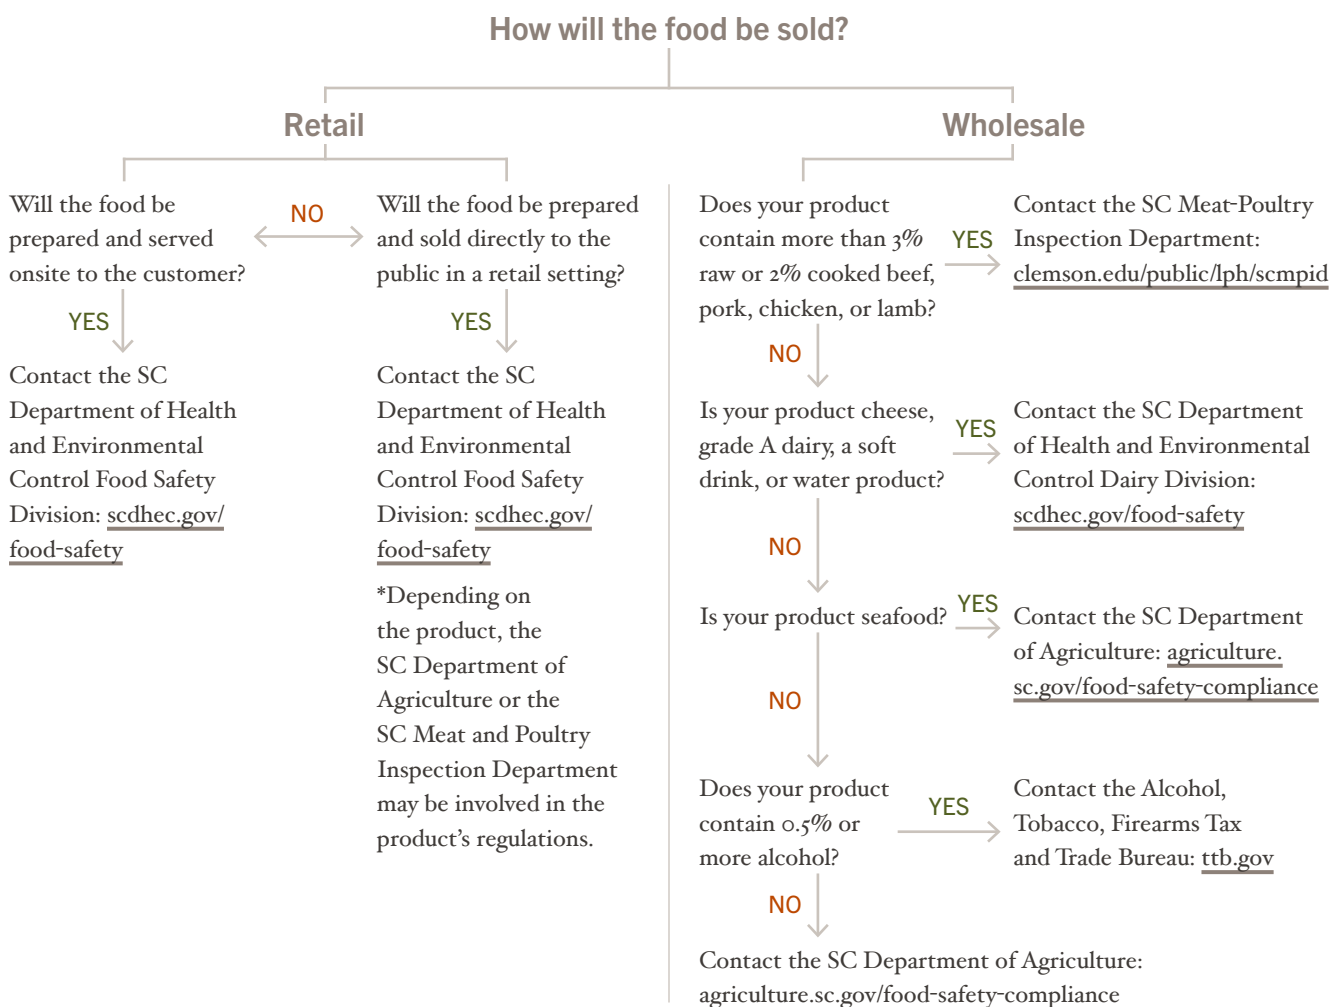 How will the food be sold?
Retail
Will the food be
prepared and served
onsite to the customer?
NO
Will the food be prepared
and sold directly to the
public in a retail setting?
YES
Contact the SC
Department of Health
and Environmental
Control Food Safety
Division: scdhec.gov/
food-safety
YES
Contact the SC
Department of Health
and Environmental
Control Food Safety
Division: scdhec.gov/
food-safety
*Depending on
the product, the
SC Department of
Agriculture or the
SC Meat and Poultry
Inspection Department
may be involved in the
product’s regulations.
Wholesale
Does your product
contain more than 3%
raw or 2% cooked beef,
pork, chicken, or lamb?
YES
Contact the SC Meat-Poultry
Inspection Department:
clemson.edu/public/lph/scmpid
NO
Is your product cheese,
grade A dairy, a soft
drink, or water product?
YES
Contact the SC Department
of Health and Environmental
Control Dairy Division:
scdhec.gov/food-safety
NO
Is your product seafood?
YES
Contact the SC Department
of Agriculture: agriculture.
sc.gov/food-safety-compliance
NO
Does your product
contain 0.5% or
more alcohol?
YES
Contact the Alcohol,
Tobacco, Firearms Tax
and Trade Bureau: ttb.gov
NO
Contact the SC Department of Agriculture:
agriculture.sc.gov/food-safety-compliance